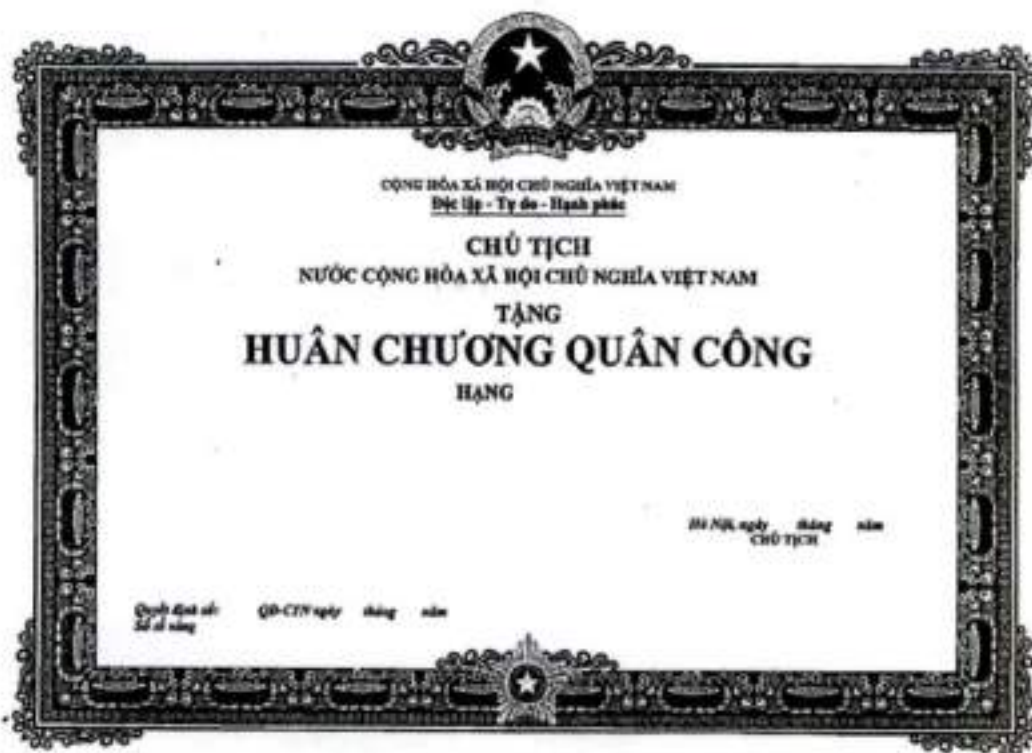 CỘNG HÒA XÃ HỘI CHỦ NGHĨA VIỆT NAM
Độc lập - Tự do - Hạnh phúc
CHỦ TỊCH
NƯỚC CỘNG HÒA XÃ HỘI CHỦ NGHĨA VIỆT NAM
TẶNG
HUÂN CHƯƠNG QUÂN CÔNG
HẠNG
Hà Nội, ngày tháng năm
CHỦ TỊCH
Quyết định số: QĐ-CTN ngày tháng năm
Số sổ vàng